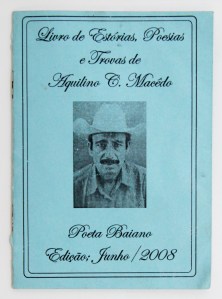 Livro de Estórias, Poesias
e Trovas de
Aquilino C. Macêdo
Poeta Baiano
Edição; Junho/2008